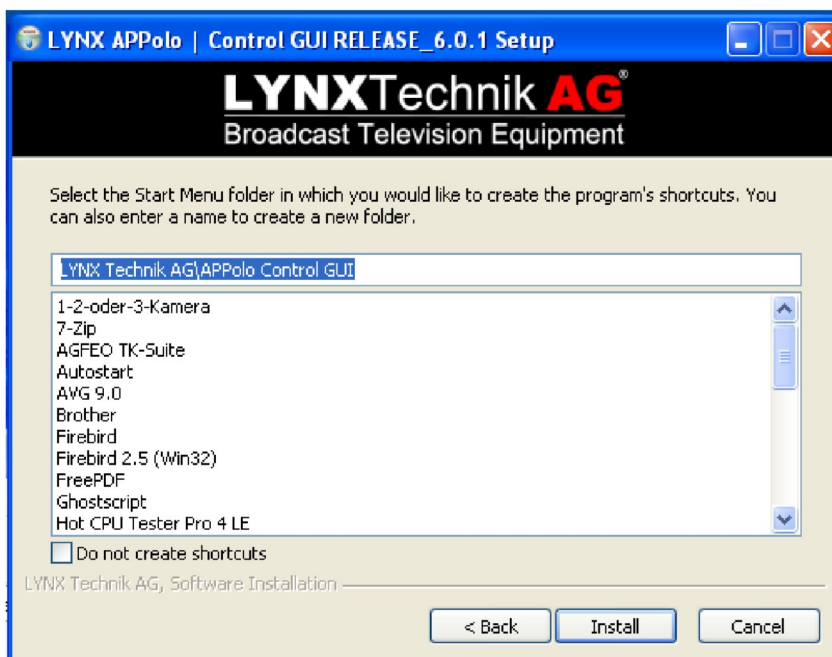 LYNX APPolo | Control GUI RELEASE_6.0.1 Setup
LYNXTechnik AG®
Broadcast Television Equipment
Select the Start Menu folder in which you would like to create the program's shortcuts. You
can also enter a name to create a new folder.
LYNX Technik AG\APPolo Control GUI
1-2-oder-3-Kamera
7-Zip
AGFEO TK-Suite
Autostart
AVG 9.0
Brother
Firebird
Firebird 2.5 (Win32)
FreePDF
Ghostscript
Hot CPU Tester Pro 4 LE
Do not create shortcuts
LYNX Technik AG, Software Installation
< Back Install Cancel